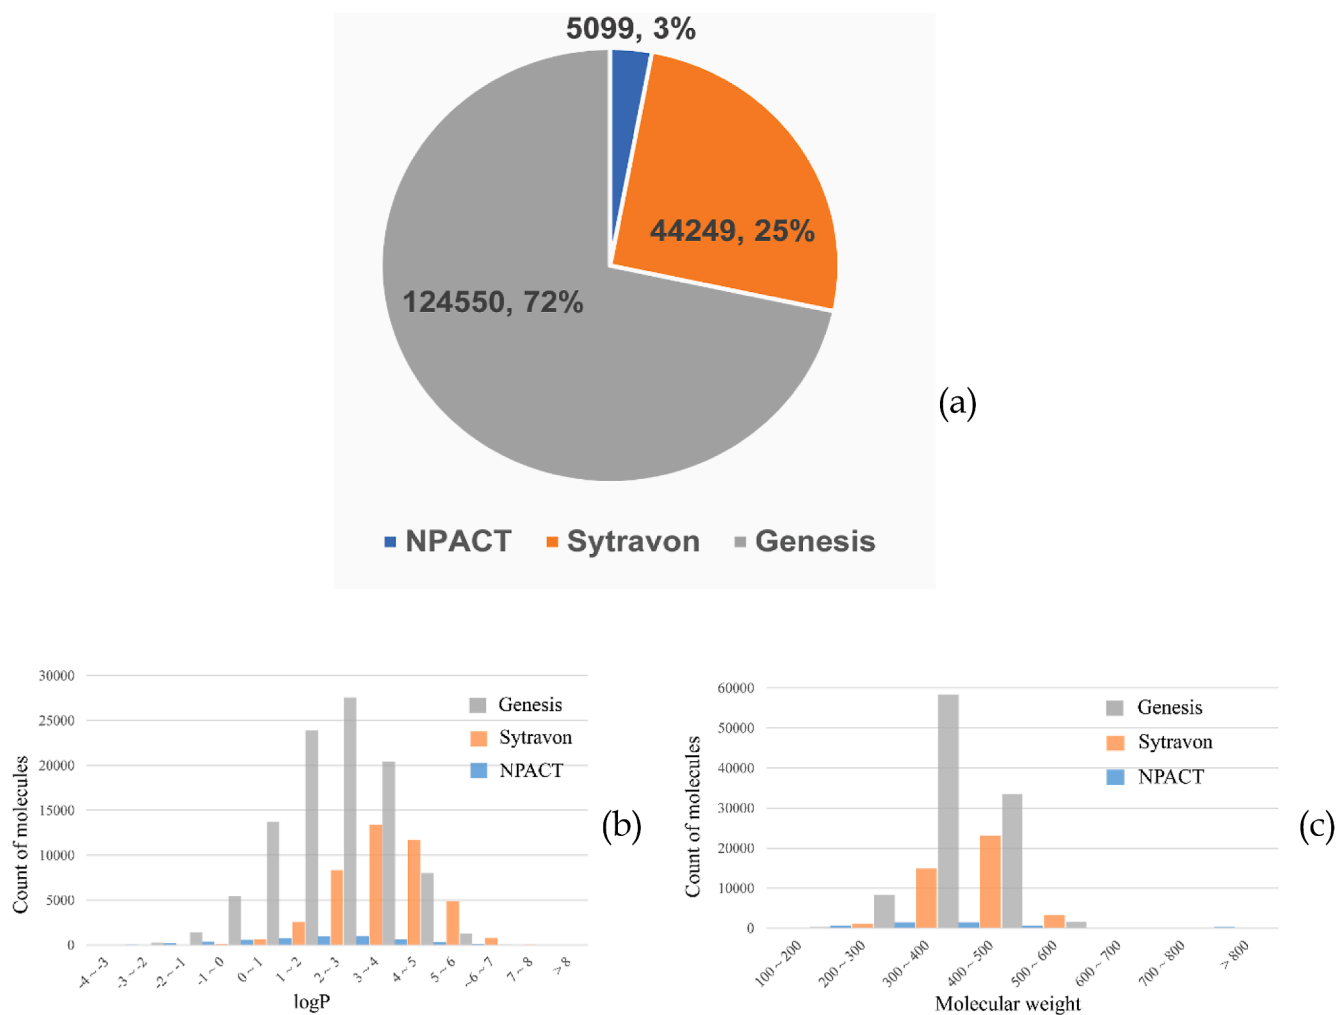 5099, 3%
44249, 25%
124550, 72%
(a)
NPACT Sytravon Genesis
30000
25000
20000
15000
10000
5000
0
Count of molecules
Genesis
Sytravon
NPACT
-4~-3 -3~-2 -2~-1 -1~0 0~1 1~2 2~3 3~4 4~5 5~6 ~6~7 7~8 >8
logP
(b)
60000
50000
40000
30000
20000
10000
0
Count of molecules
Genesis
Sytravon
NPACT
100~200 200~300 300~400 400~500 500~600 600~700 700~800 >800
Molecular weight
(c)